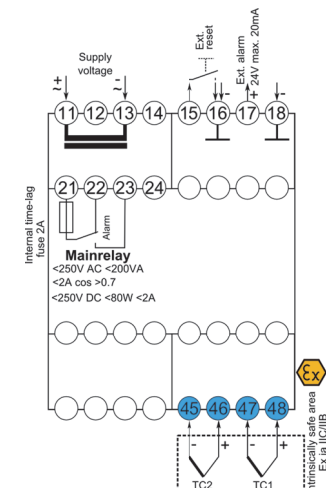 Supply
voltage
Ext.
reset
Ext. alarm
24V max. 20mA
+ ~ - ~ - + -
11 12 13 14 15 16 17 18
21 22 23 24
Internal time-lag
fuse 2A
Alarm
Mainrelay
<250V AC <200VA
<2A cos >0.7
<250V DC <80W <2A
Ex
45 46 47 48
- + - +
TC2 TC1
Intrinsically safe area
Ex ia IIC/IIB